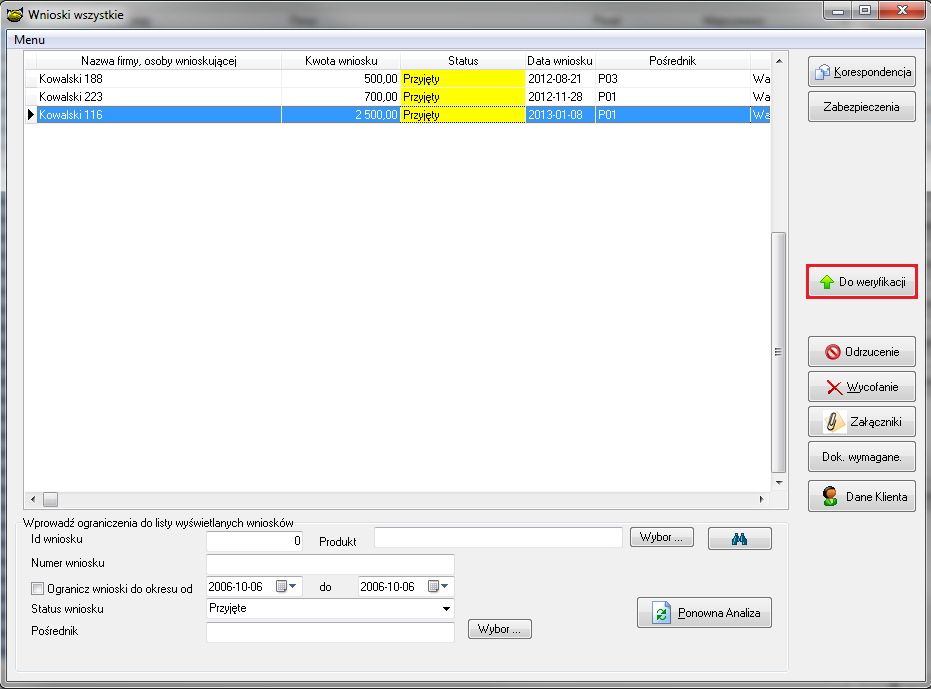 Wnioski wszystkie
Menu
Nazwa firmy, osoby wnioskującej Kwota wniosku Status Data wniosku Pośrednik
Kowalski 188 500,00 Przyjęty 2012-08-21 P03 Wa
Kowalski 223 700,00 Przyjęty 2012-11-28 P01 Wa
Kowalski 116 2 500,00 Przyjęty 2013-01-08 P01 Wa
Korespondencja
Zabezpieczenia
Do weryfikacji
Odrzucenie
Wycofanie
Załączniki
Dok. wymagane.
Dane Klienta
Wprowadź ograniczenia do listy wyświetlanych wniosków
Id wniosku 0 Produkt Wybor ...
Numer wniosku
Ogranicz wnioski do okresu od 2006-10-06 do 2006-10-06
Status wniosku Przyjęte
Ponowna Analiza
Pośrednik Wybor ...